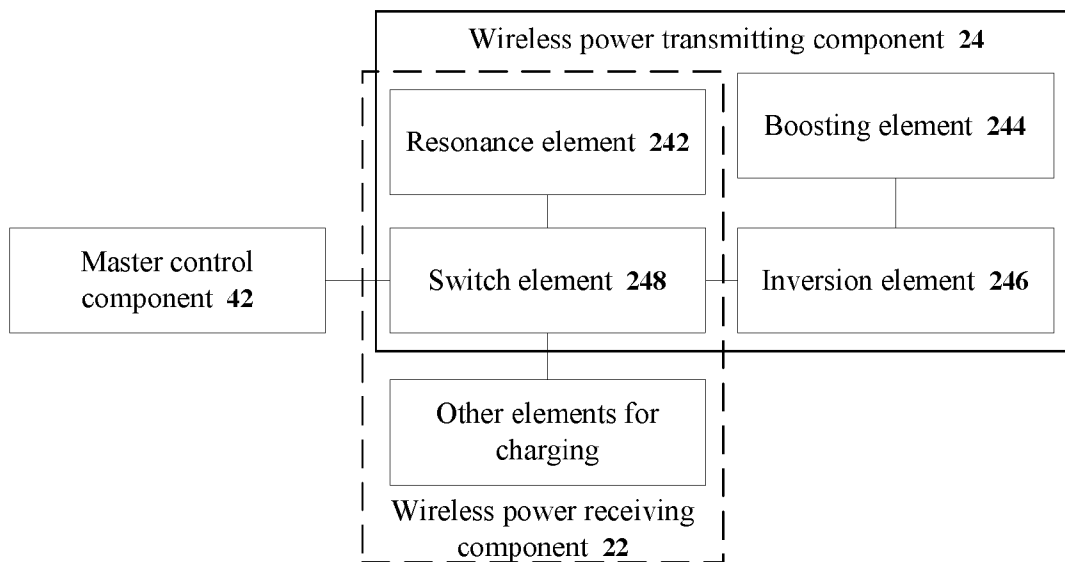 Wireless power transmitting component 24
Resonance element 242
Boosting element 244
Master control
component 42
Switch element 248
Inversion element 246
Other elements for
charging
Wireless power receiving
component 22